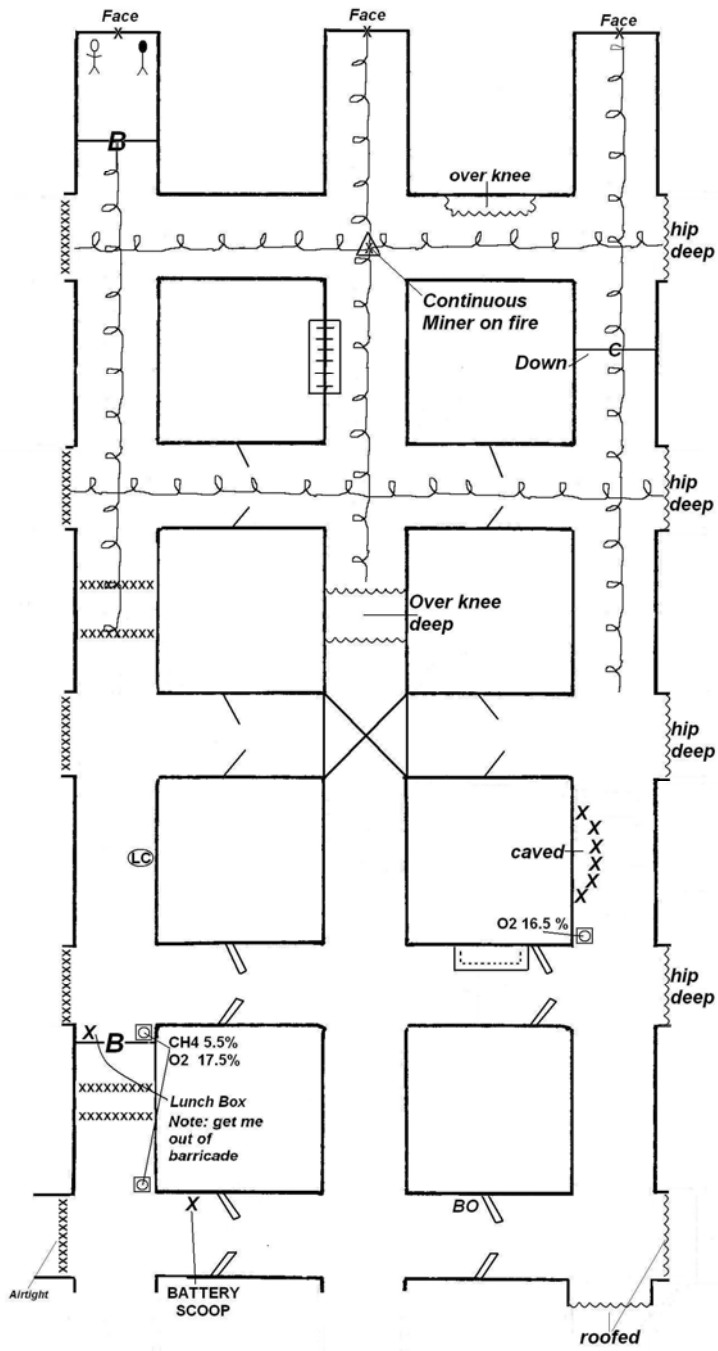 Face
Face
Face
B
over knee
hip
deep
Continuous
Miner on fire
Down
C
hip
deep
Over knee
deep
hip
deep
LC
caved
O2 16.5 %
hip
deep
X
B
CH4 5.5%
O2 17.5%
Lunch Box
Note: get me
out of
barricade
X
BO
Airtight
BATTERY
SCOOP
roofed